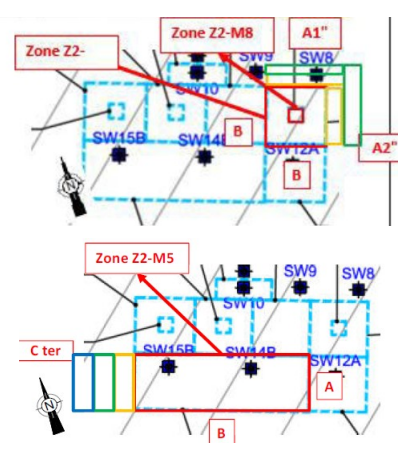 Zone Z2-M8
A1"
Zone Z2-
SW9
SW8
SW10
A2"
B
SW15B
SW14B
SW12A
B
N
Zone Z2-M5
SW9
SW8
SW10
C ter
SW15B
SW14B
SW12A
A
N
B